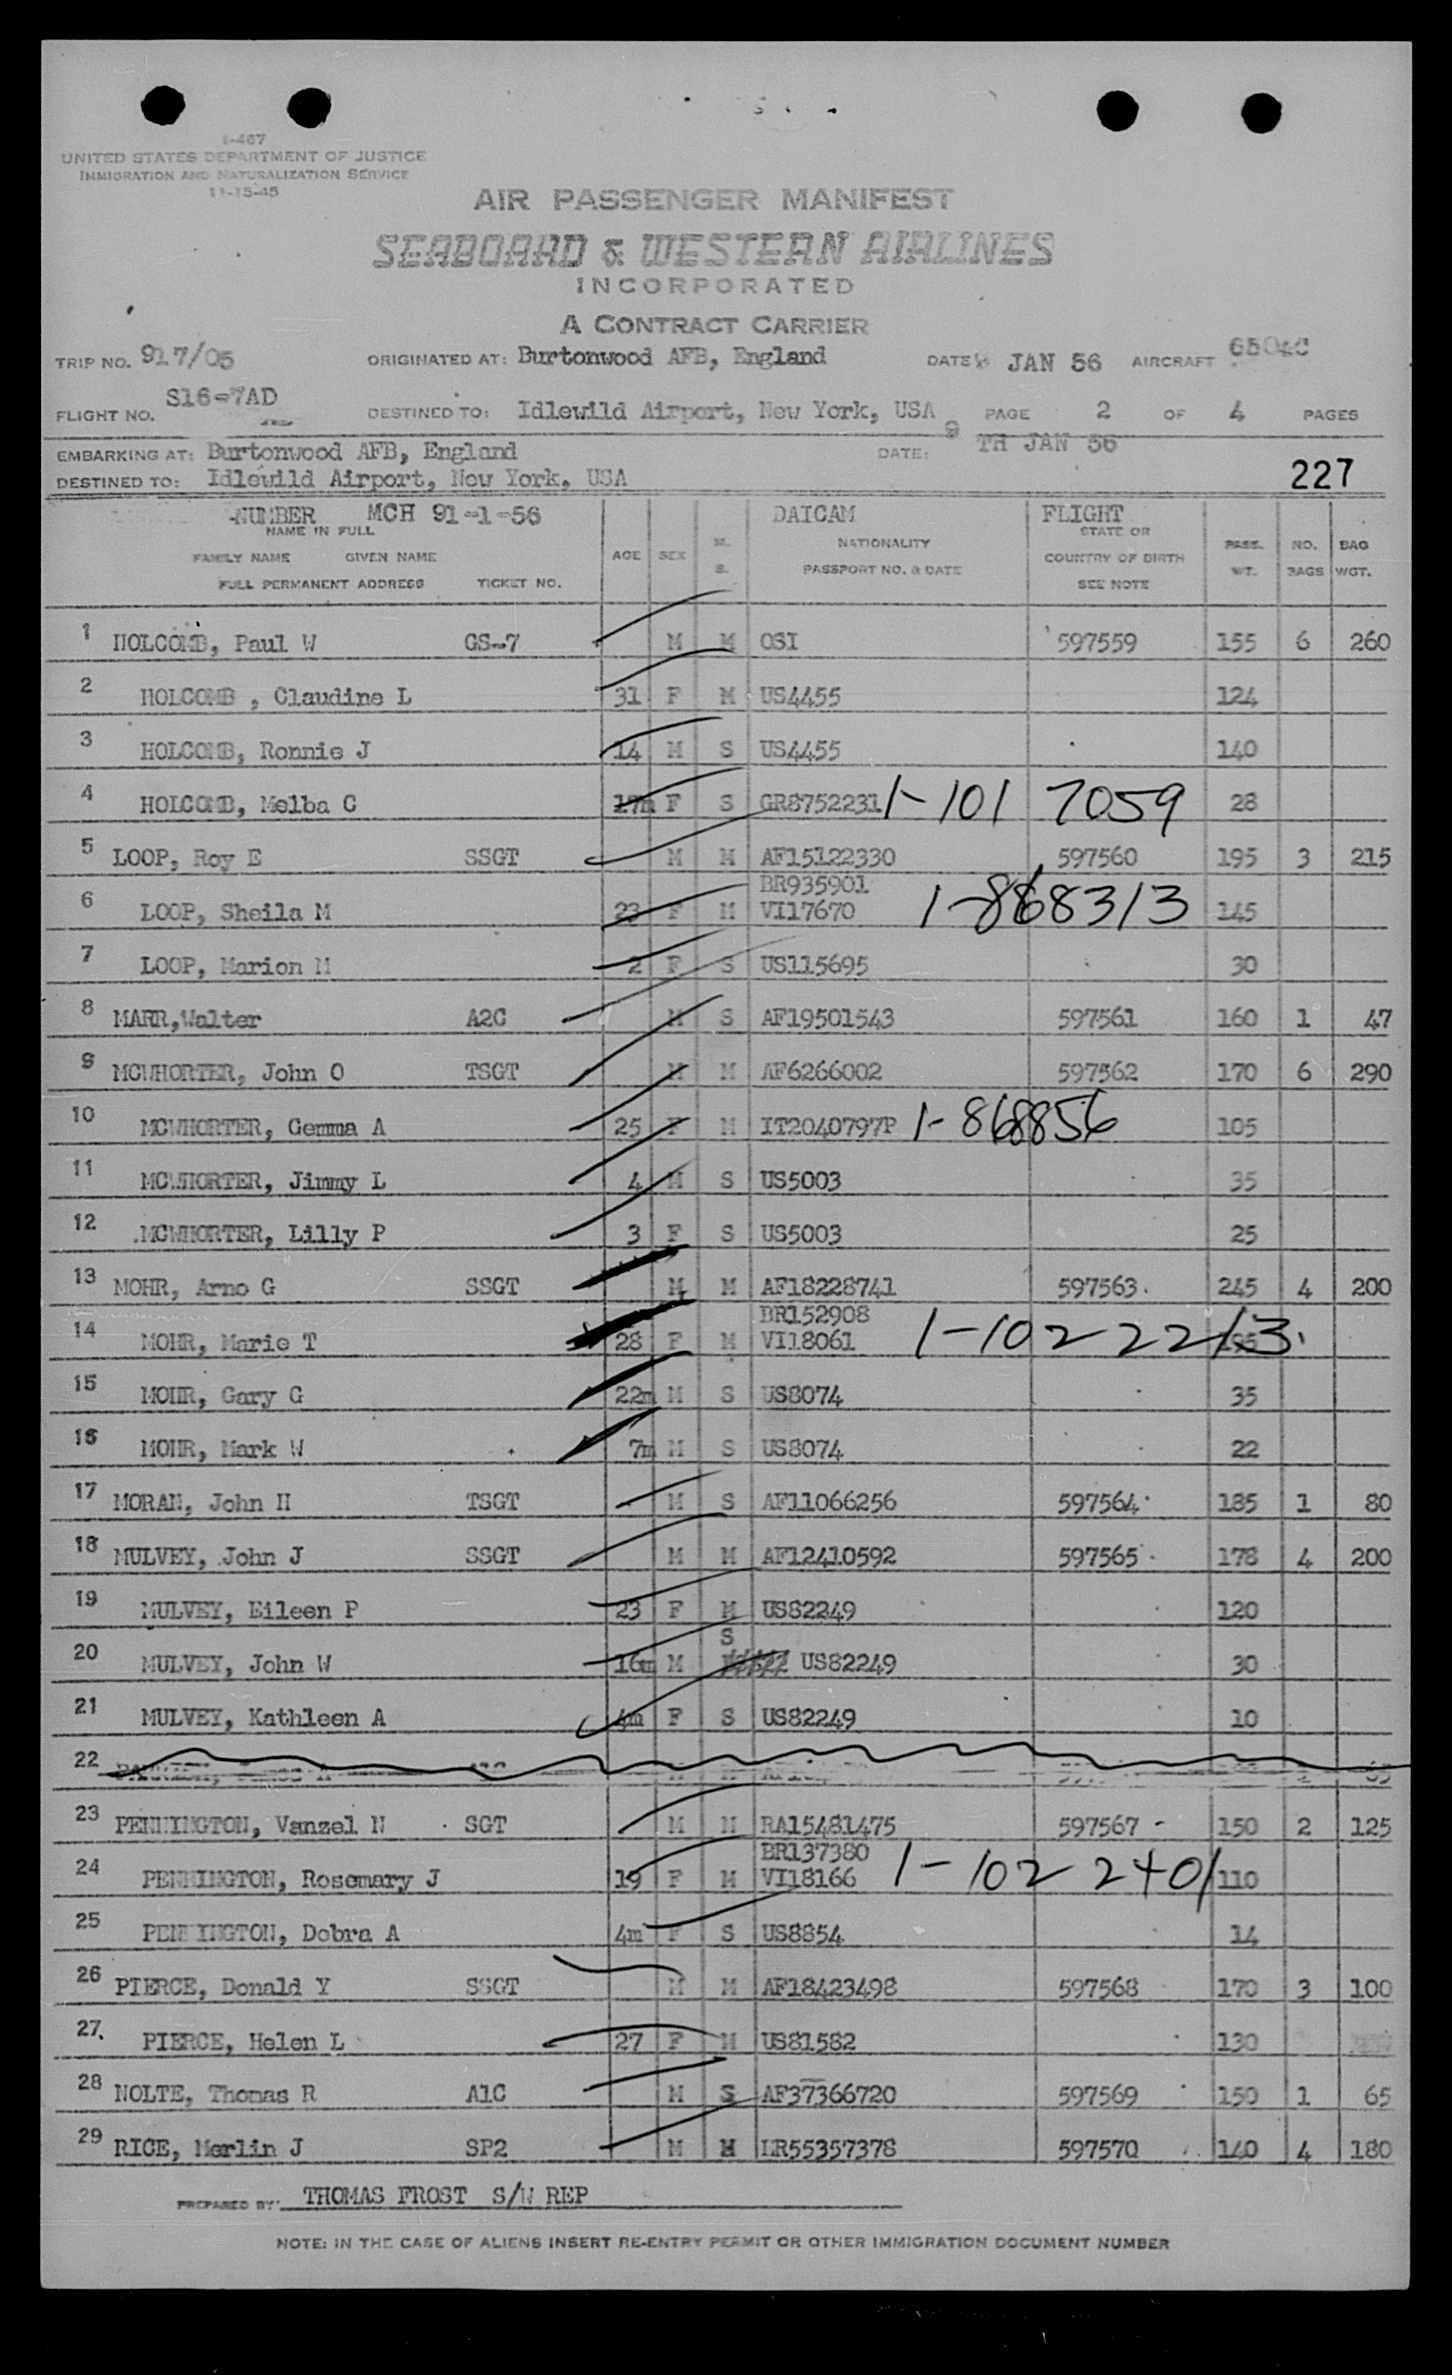 I-467
UNITED STATES DEPARTMENT OF JUSTICE
IMMIGRATION AND NATURALIZATION SERVICE
11-15-45
AIR PASSENGER MANIFEST
SEABOARD & WESTERN AIRLINES
INCORPORATED
A CONTRACT CARRIER
TRIP NO. 917/05 ORIGINATED AT: Burtonwood AFB, England DATE JAN 56 AIRCRAFT 6504C
FLIGHT NO. S16-7AD DESTINED TO: Idlewild Airport, New York, USA PAGE 2 OF 4 PAGES
EMBARKING AT: Burtonwood AFB, England DATE: 9 TH JAN 56
DESTINED TO: Idlewild Airport, New York, USA 227
NUMBER MCH 91-1-56 DAICAM FLIGHT
NAME IN FULL
FAMILY NAME GIVEN NAME
FULL PERMANENT ADDRESS TICKET NO. AGE SEX M. S. NATIONALITY PASSPORT NO. & DATE STATE OR COUNTRY OF BIRTH SEE NOTE PASS. WT. NO. BAGS BAG WGT.
1 HOLCOMB, Paul W GS-7 M M OSI 597559 155 6 260
2 HOLCOMB , Claudine L 31 F M US4455 124
3 HOLCOMB, Ronnie J 14 M S US4455 140
4 HOLCOMB, Melba C 17m F S GR8752231 1-101 7059 28
5 LOOP, Roy E SSGT M M AF15122330 597560 195 3 215
6 LOOP, Sheila M 23 F M BR935901 VI17670 1-868313 145
7 LOOP, Marion M 2 F S US115695 30
8 MARR,Walter A2C M S AF19501543 597561 160 1 47
9 MCWHORTER, John O TSGT M M AF6266002 597562 170 6 290
10 MCWHORTER, Gemma A 25 F M IT2040797P 1-868856 105
11 MCWHORTER, Jimmy L 4 M S US5003 35
12 MCWHORTER, Lilly P 3 F S US5003 25
13 MOHR, Arno G SSGT M M AF18228741 597563 245 4 200
14 MOHR, Marie T 28 F M BR152908 VI18061 1-1022213
15 MOHR, Gary G 22m M S US8074 35
16 MOHR, Mark W 7m M S US8074 22
17 MORAN, John H TSGT M S AF11066256 597564 185 1 80
18 MULVEY, John J SSGT M M AF12410592 597565 178 4 200
19 MULVEY, Eileen P 23 F M US82249 120
20 MULVEY, John W 16m M S US82249 30
21 MULVEY, Kathleen A 4m F S US82249 10
22
23 PENNINGTON, Vanzel N SGT M M RA15481475 597567 150 2 125
24 PENNINGTON, Rosemary J 19 F M BR137380 VI18166 1-102 2401 110
25 PENNINGTON, Debra A 4m F S US8854 14
26 PIERCE, Donald Y SSGT M M AF18423498 597568 170 3 100
27. PIERCE, Helen L 27 F M US81582 130
28 NOLTE, Thomas R A1C M S AF37366720 597569 150 1 65
29 RICE, Merlin J SP2 M M ER55357378 597570 140 4 180
PREPARED BY: THOMAS FROST S/W REP
NOTE: IN THE CASE OF ALIENS INSERT RE-ENTRY PERMIT OR OTHER IMMIGRATION DOCUMENT NUMBER